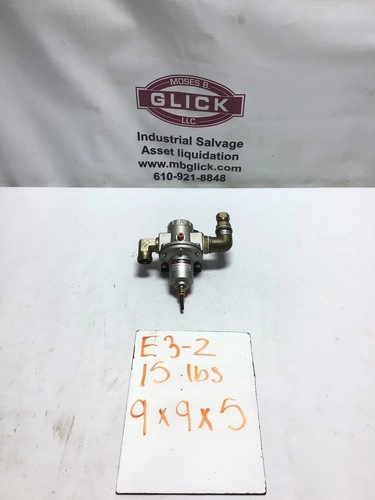 MOSES B.
GLICK
LLC.
Industrial Salvage
Asset liquidation
www.mbglick.com
610-921-8848
E3-2
15 lbs
9x9x5